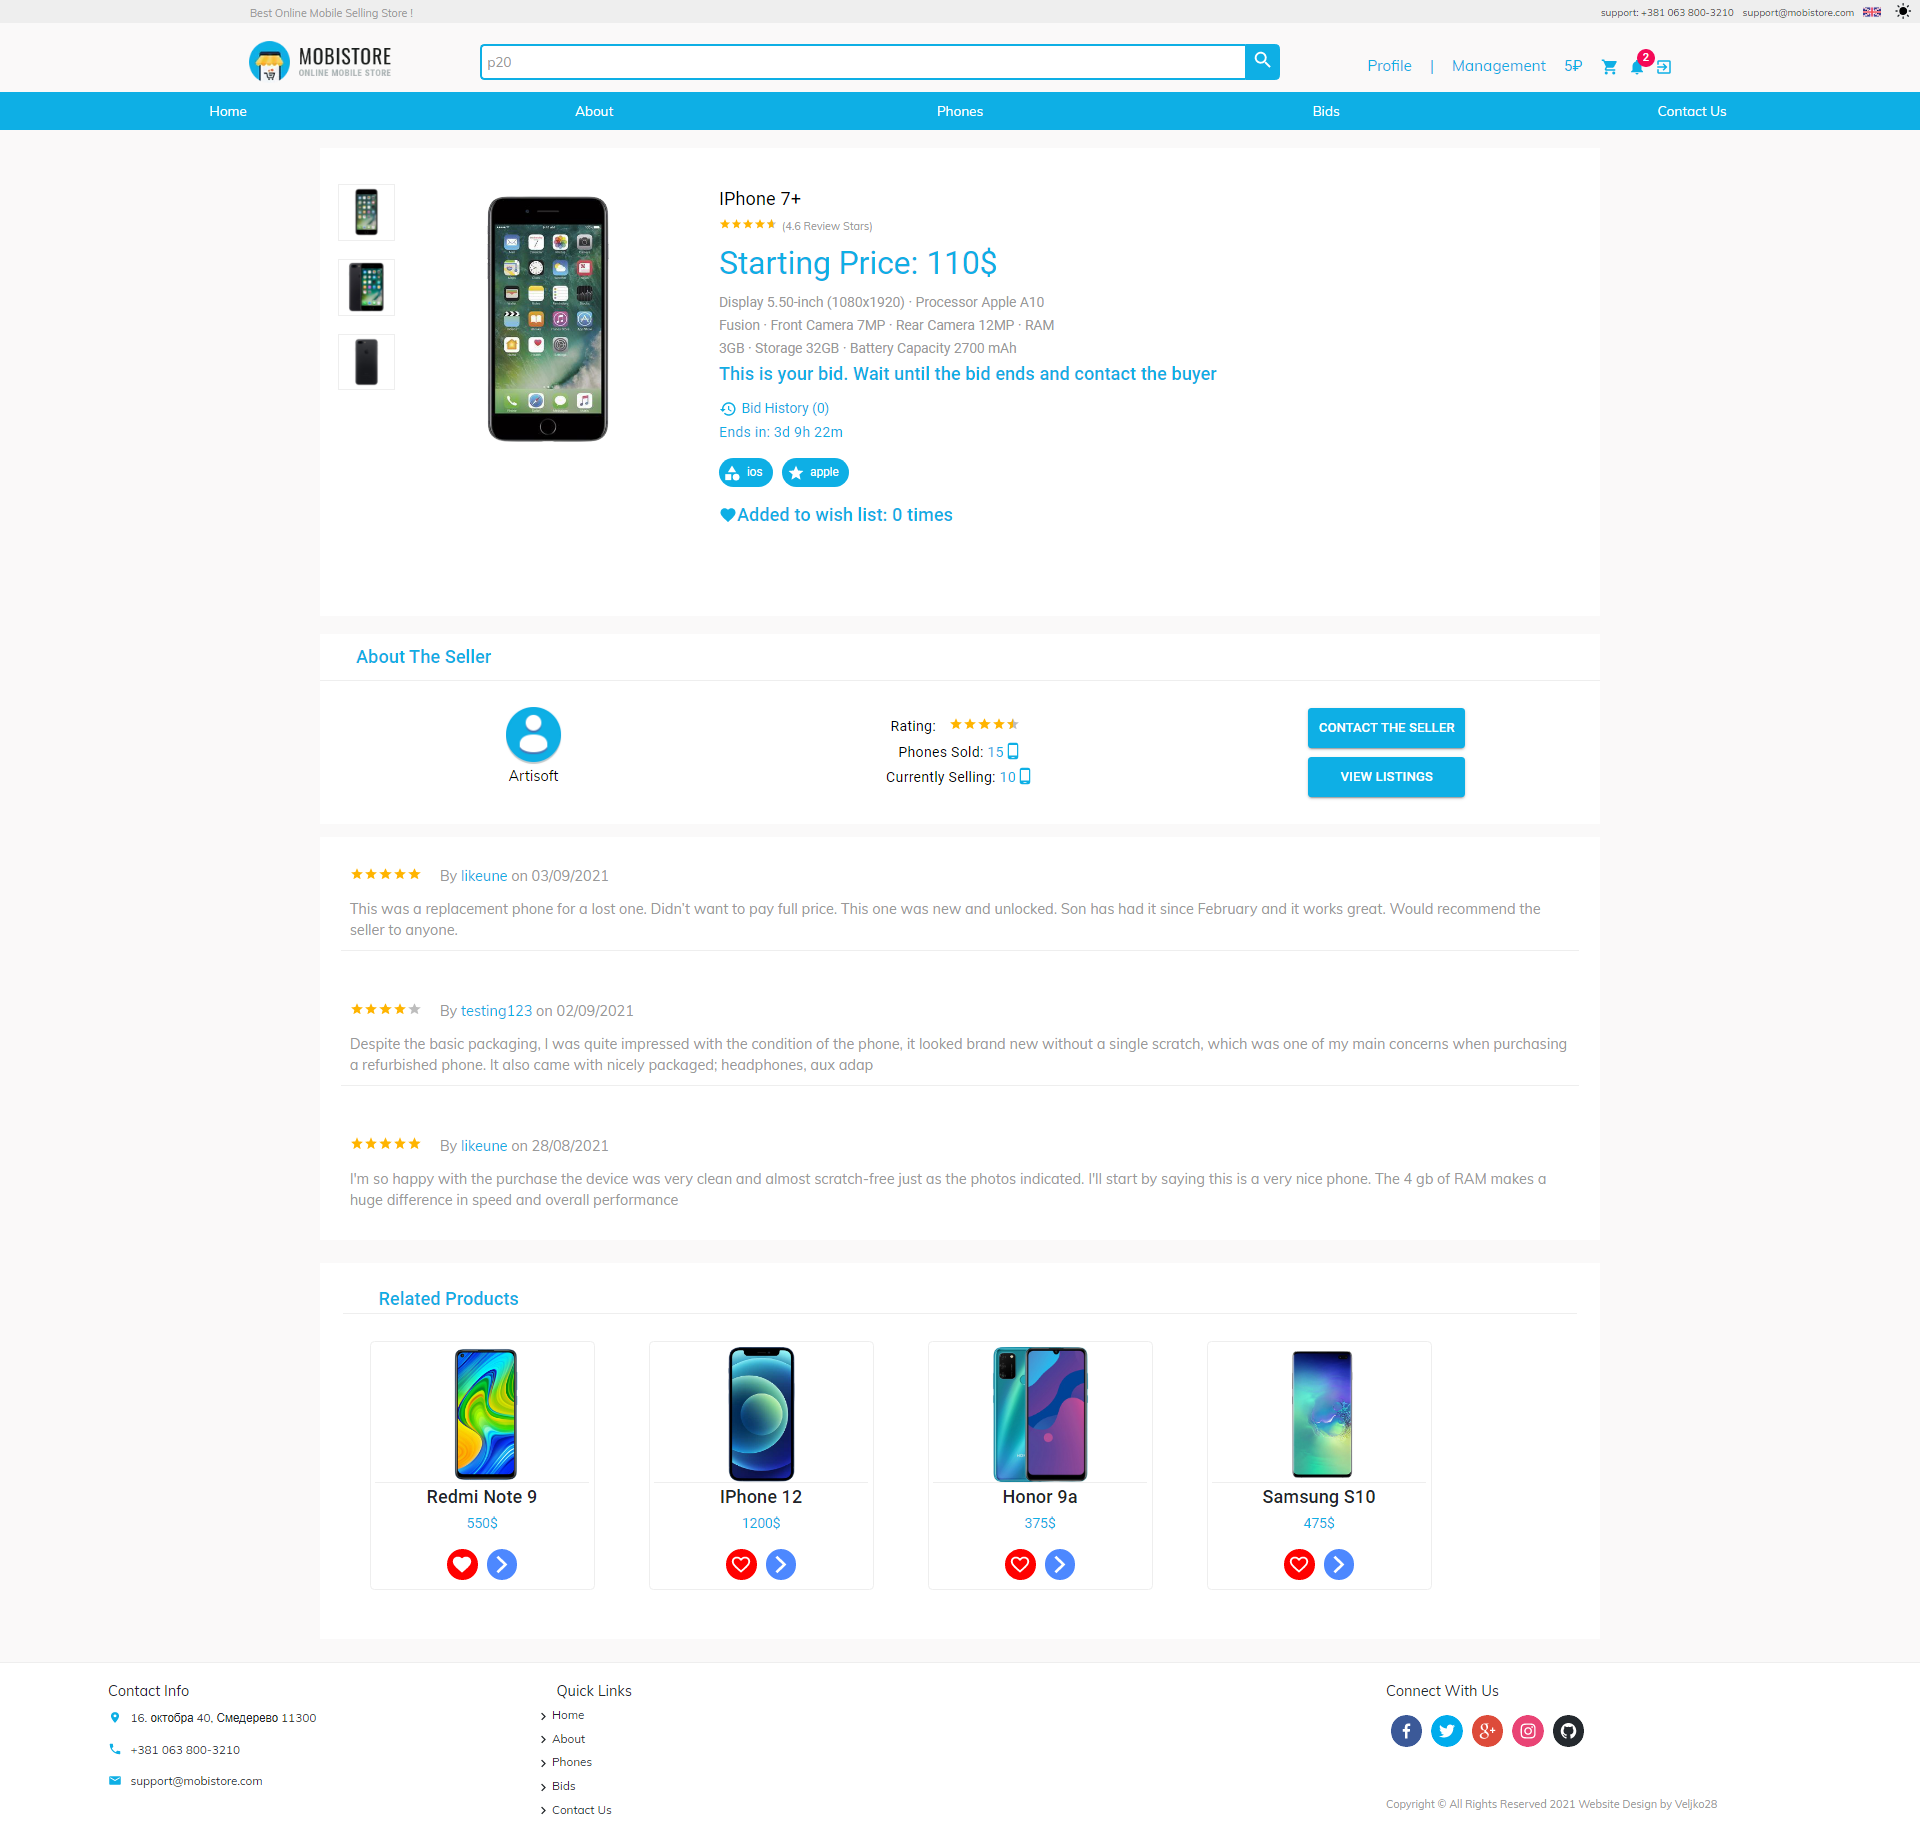 Best Online Mobile Selling Store !
support: +381 063 800-3210 support@mobistore.com
MOBISTORE
ONLINE MOBILE STORE
p20
Profile | Management 5₽
2
Home About Phones Bids Contact Us
IPhone 7+
(4.6 Review Stars)
Starting Price: 110$
Display 5.50-inch (1080x1920) · Processor Apple A10
Fusion · Front Camera 7MP · Rear Camera 12MP · RAM
3GB · Storage 32GB · Battery Capacity 2700 mAh
This is your bid. Wait until the bid ends and contact the buyer
Bid History (0)
Ends in: 3d 9h 22m
ios apple
Added to wish list: 0 times
About The Seller
Artisoft
Rating:
Phones Sold: 15
Currently Selling: 10
CONTACT THE SELLER
VIEW LISTINGS
By likeune on 03/09/2021
This was a replacement phone for a lost one. Didn't want to pay full price. This one was new and unlocked. Son has had it since February and it works great. Would recommend the
seller to anyone.
By testing123 on 02/09/2021
Despite the basic packaging, I was quite impressed with the condition of the phone, it looked brand new without a single scratch, which was one of my main concerns when purchasing
a refurbished phone. It also came with nicely packaged; headphones, aux adap
By likeune on 28/08/2021
I'm so happy with the purchase the device was very clean and almost scratch-free just as the photos indicated. I'll start by saying this is a very nice phone. The 4 gb of RAM makes a
huge difference in speed and overall performance
Related Products
Redmi Note 9
550$
IPhone 12
1200$
Honor 9a
375$
Samsung S10
475$
Contact Info
16. октобра 40, Смедерево 11300
+381 063 800-3210
support@mobistore.com
Quick Links
Home
About
Phones
Bids
Contact Us
Connect With Us
Copyright © All Rights Reserved 2021 Website Design by Veljko28